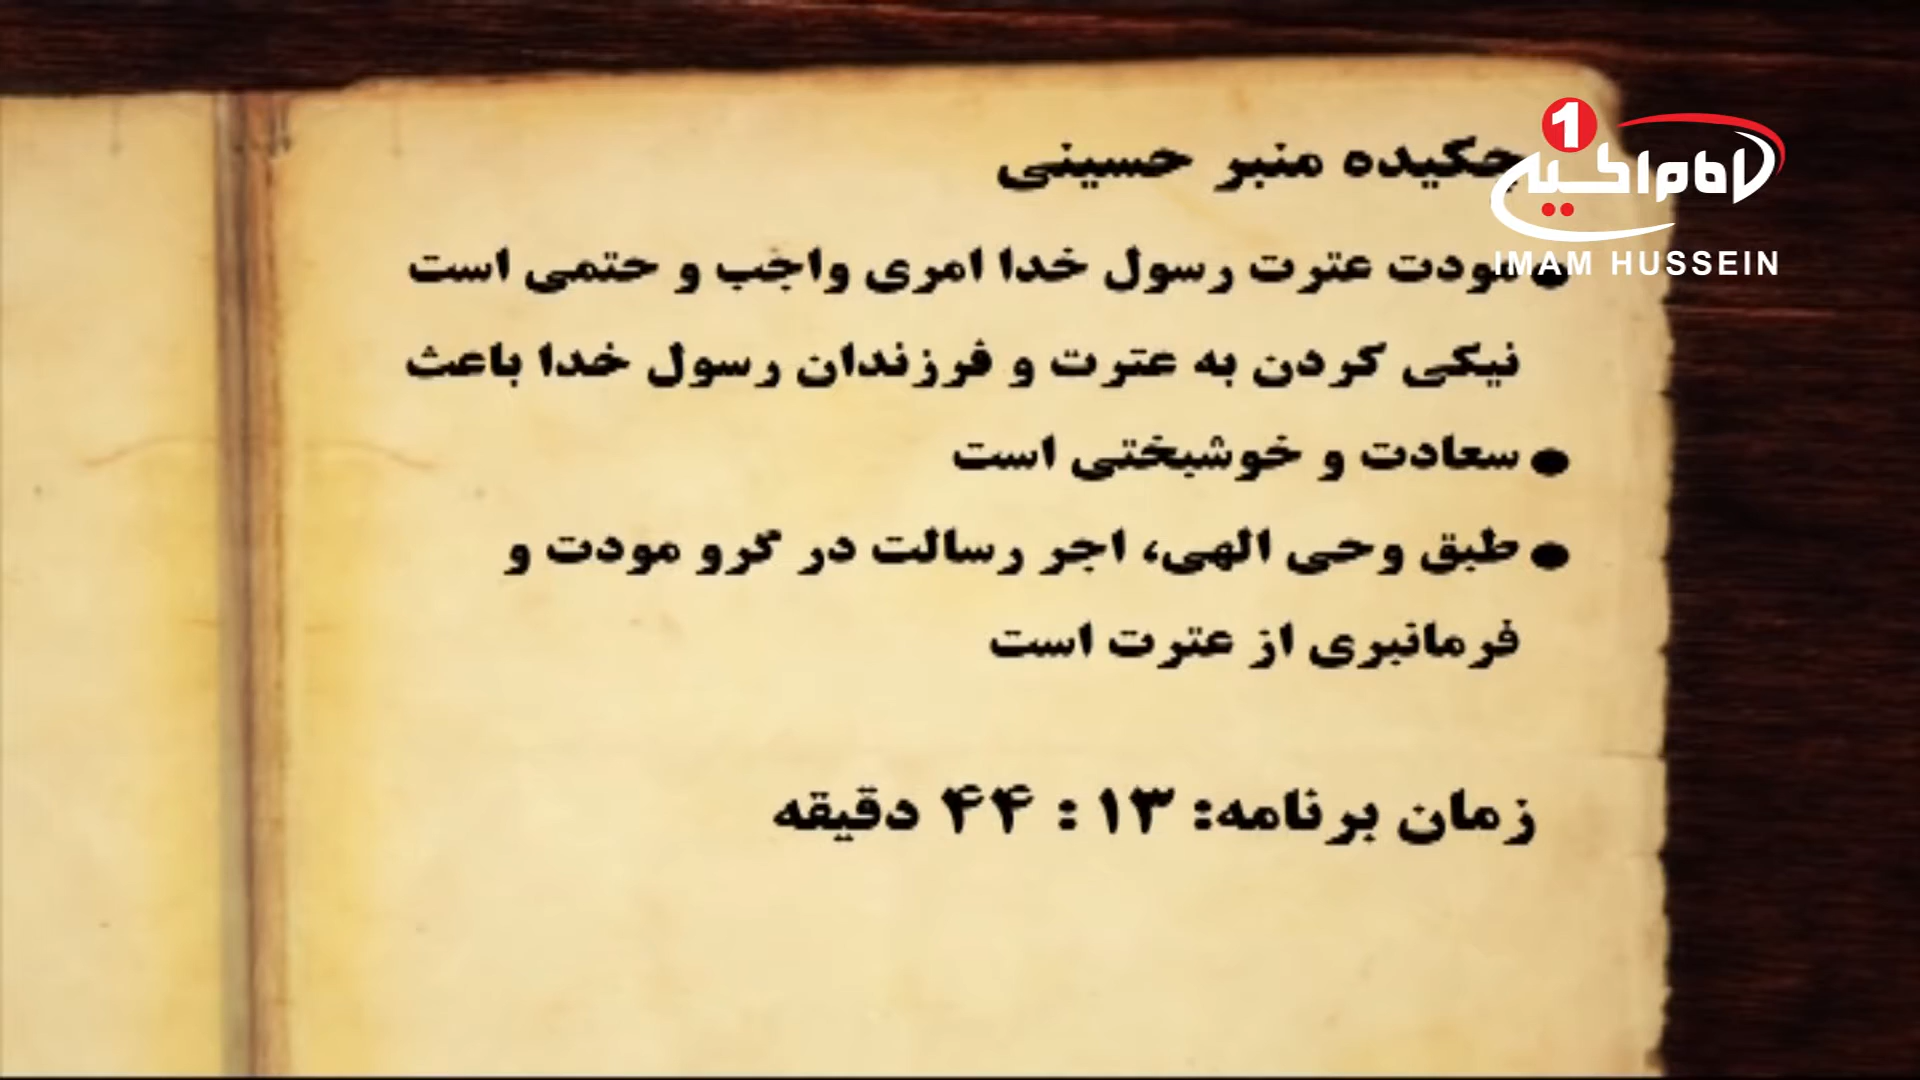 چکیده منبر حسینی
• مودت عترت رسول خدا امری واجب و حتمی است
نیکی کردن به عترت و فرزندان رسول خدا باعث
• سعادت و خوشبختی است
• طبق وحی الهی، اجر رسالت در گرو مودت و
فرمانبری از عترت است
زمان برنامه: ۱۳ : ۴۴ دقیقه
1
IMAM HUSSEIN